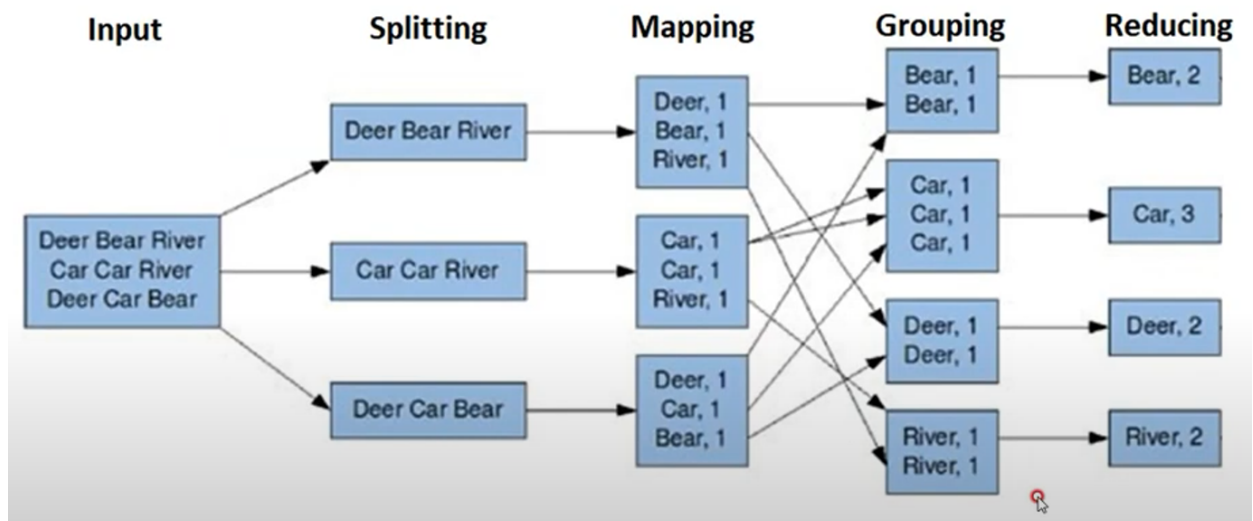 Input
Splitting
Mapping
Grouping
Reducing
Deer Bear River
Car Car River
Deer Car Bear
Deer Bear River
Car Car River
Deer Car Bear
Deer, 1
Bear, 1
River, 1
Car, 1
Car, 1
River, 1
Deer, 1
Car, 1
Bear, 1
Bear, 1
Bear, 1
Car, 1
Car, 1
Car, 1
Deer, 1
Deer, 1
River, 1
River, 1
Bear, 2
Car, 3
Deer, 2
River, 2